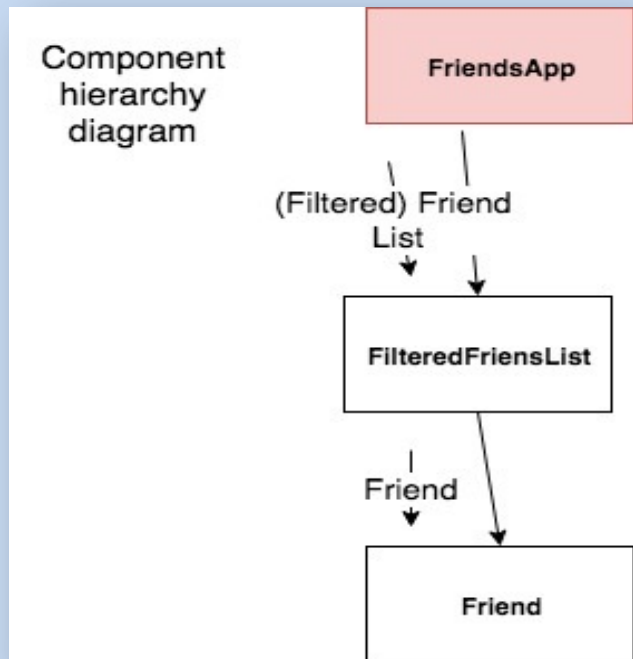 Component
hierarchy
diagram
FriendsApp
(Filtered) Friend
List
FilteredFriensList
Friend
Friend